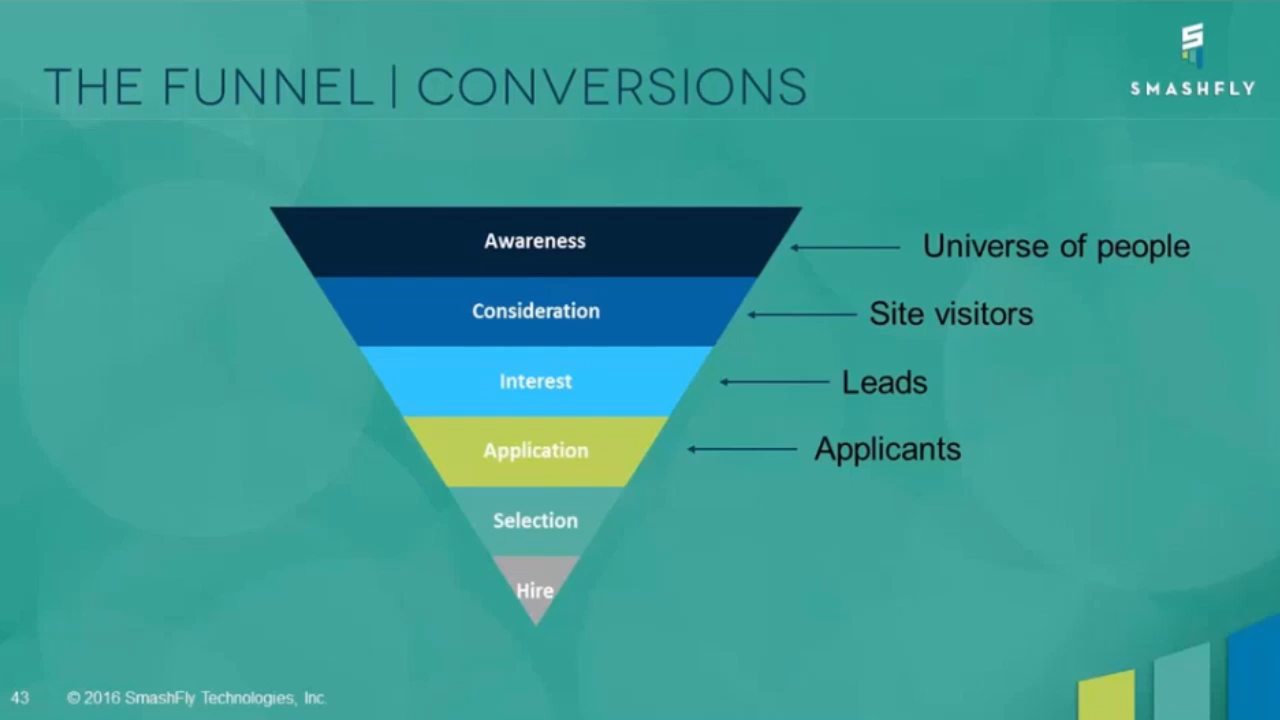 THE FUNNEL | CONVERSIONS
SMASHFLY
Awareness
Universe of people
Consideration
Site visitors
Interest
Leads
Application
Applicants
Selection
Hire
43
© 2016 SmashFly Technologies, Inc.